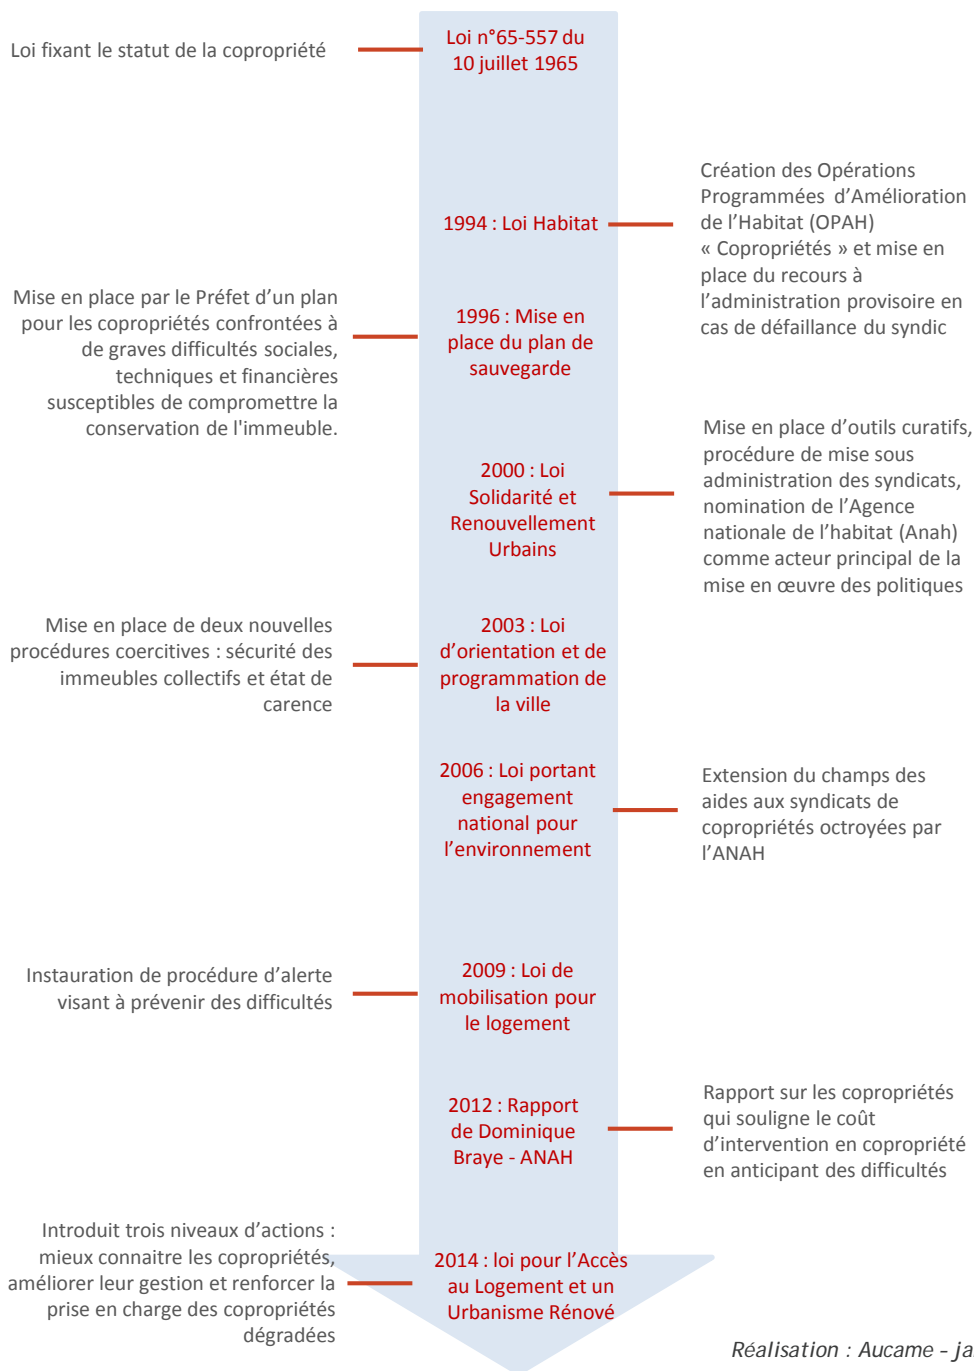 Loi fixant le statut de la copropriété
Loi n°65-557 du
10 juillet 1965
1994 : Loi Habitat
Création des Opérations
Programmées d’Amélioration
de l’Habitat (OPAH)
« Copropriétés » et mise en
place du recours à
l’administration provisoire en
cas de défaillance du syndic
Mise en place par le Préfet d’un plan
pour les copropriétés confrontées à
de graves difficultés sociales,
techniques et financières
susceptibles de compromettre la
conservation de l'immeuble.
1996 : Mise en
place du plan de
sauvegarde
2000 : Loi
Solidarité et
Renouvellement
Urbains
Mise en place d’outils curatifs,
procédure de mise sous
administration des syndicats,
nomination de l’Agence
nationale de l’habitat (Anah)
comme acteur principal de la
mise en œuvre des politiques
Mise en place de deux nouvelles
procédures coercitives : sécurité des
immeubles collectifs et état de
carence
2003 : Loi
d’orientation et de
programmation de
la ville
2006 : Loi portant
engagement
national pour
l’environnement
Extension du champs des
aides aux syndicats de
copropriétés octroyées par
l’ANAH
Instauration de procédure d’alerte
visant à prévenir des difficultés
2009 : Loi de
mobilisation pour
le logement
2012 : Rapport
de Dominique
Braye - ANAH
Rapport sur les copropriétés
qui souligne le coût
d’intervention en copropriété
en anticipant des difficultés
Introduit trois niveaux d’actions :
mieux connaitre les copropriétés,
améliorer leur gestion et renforcer la
prise en charge des copropriétés
dégradées
2014 : loi pour l’Accès
au Logement et un
Urbanisme Rénové
Réalisation : Aucame - ja